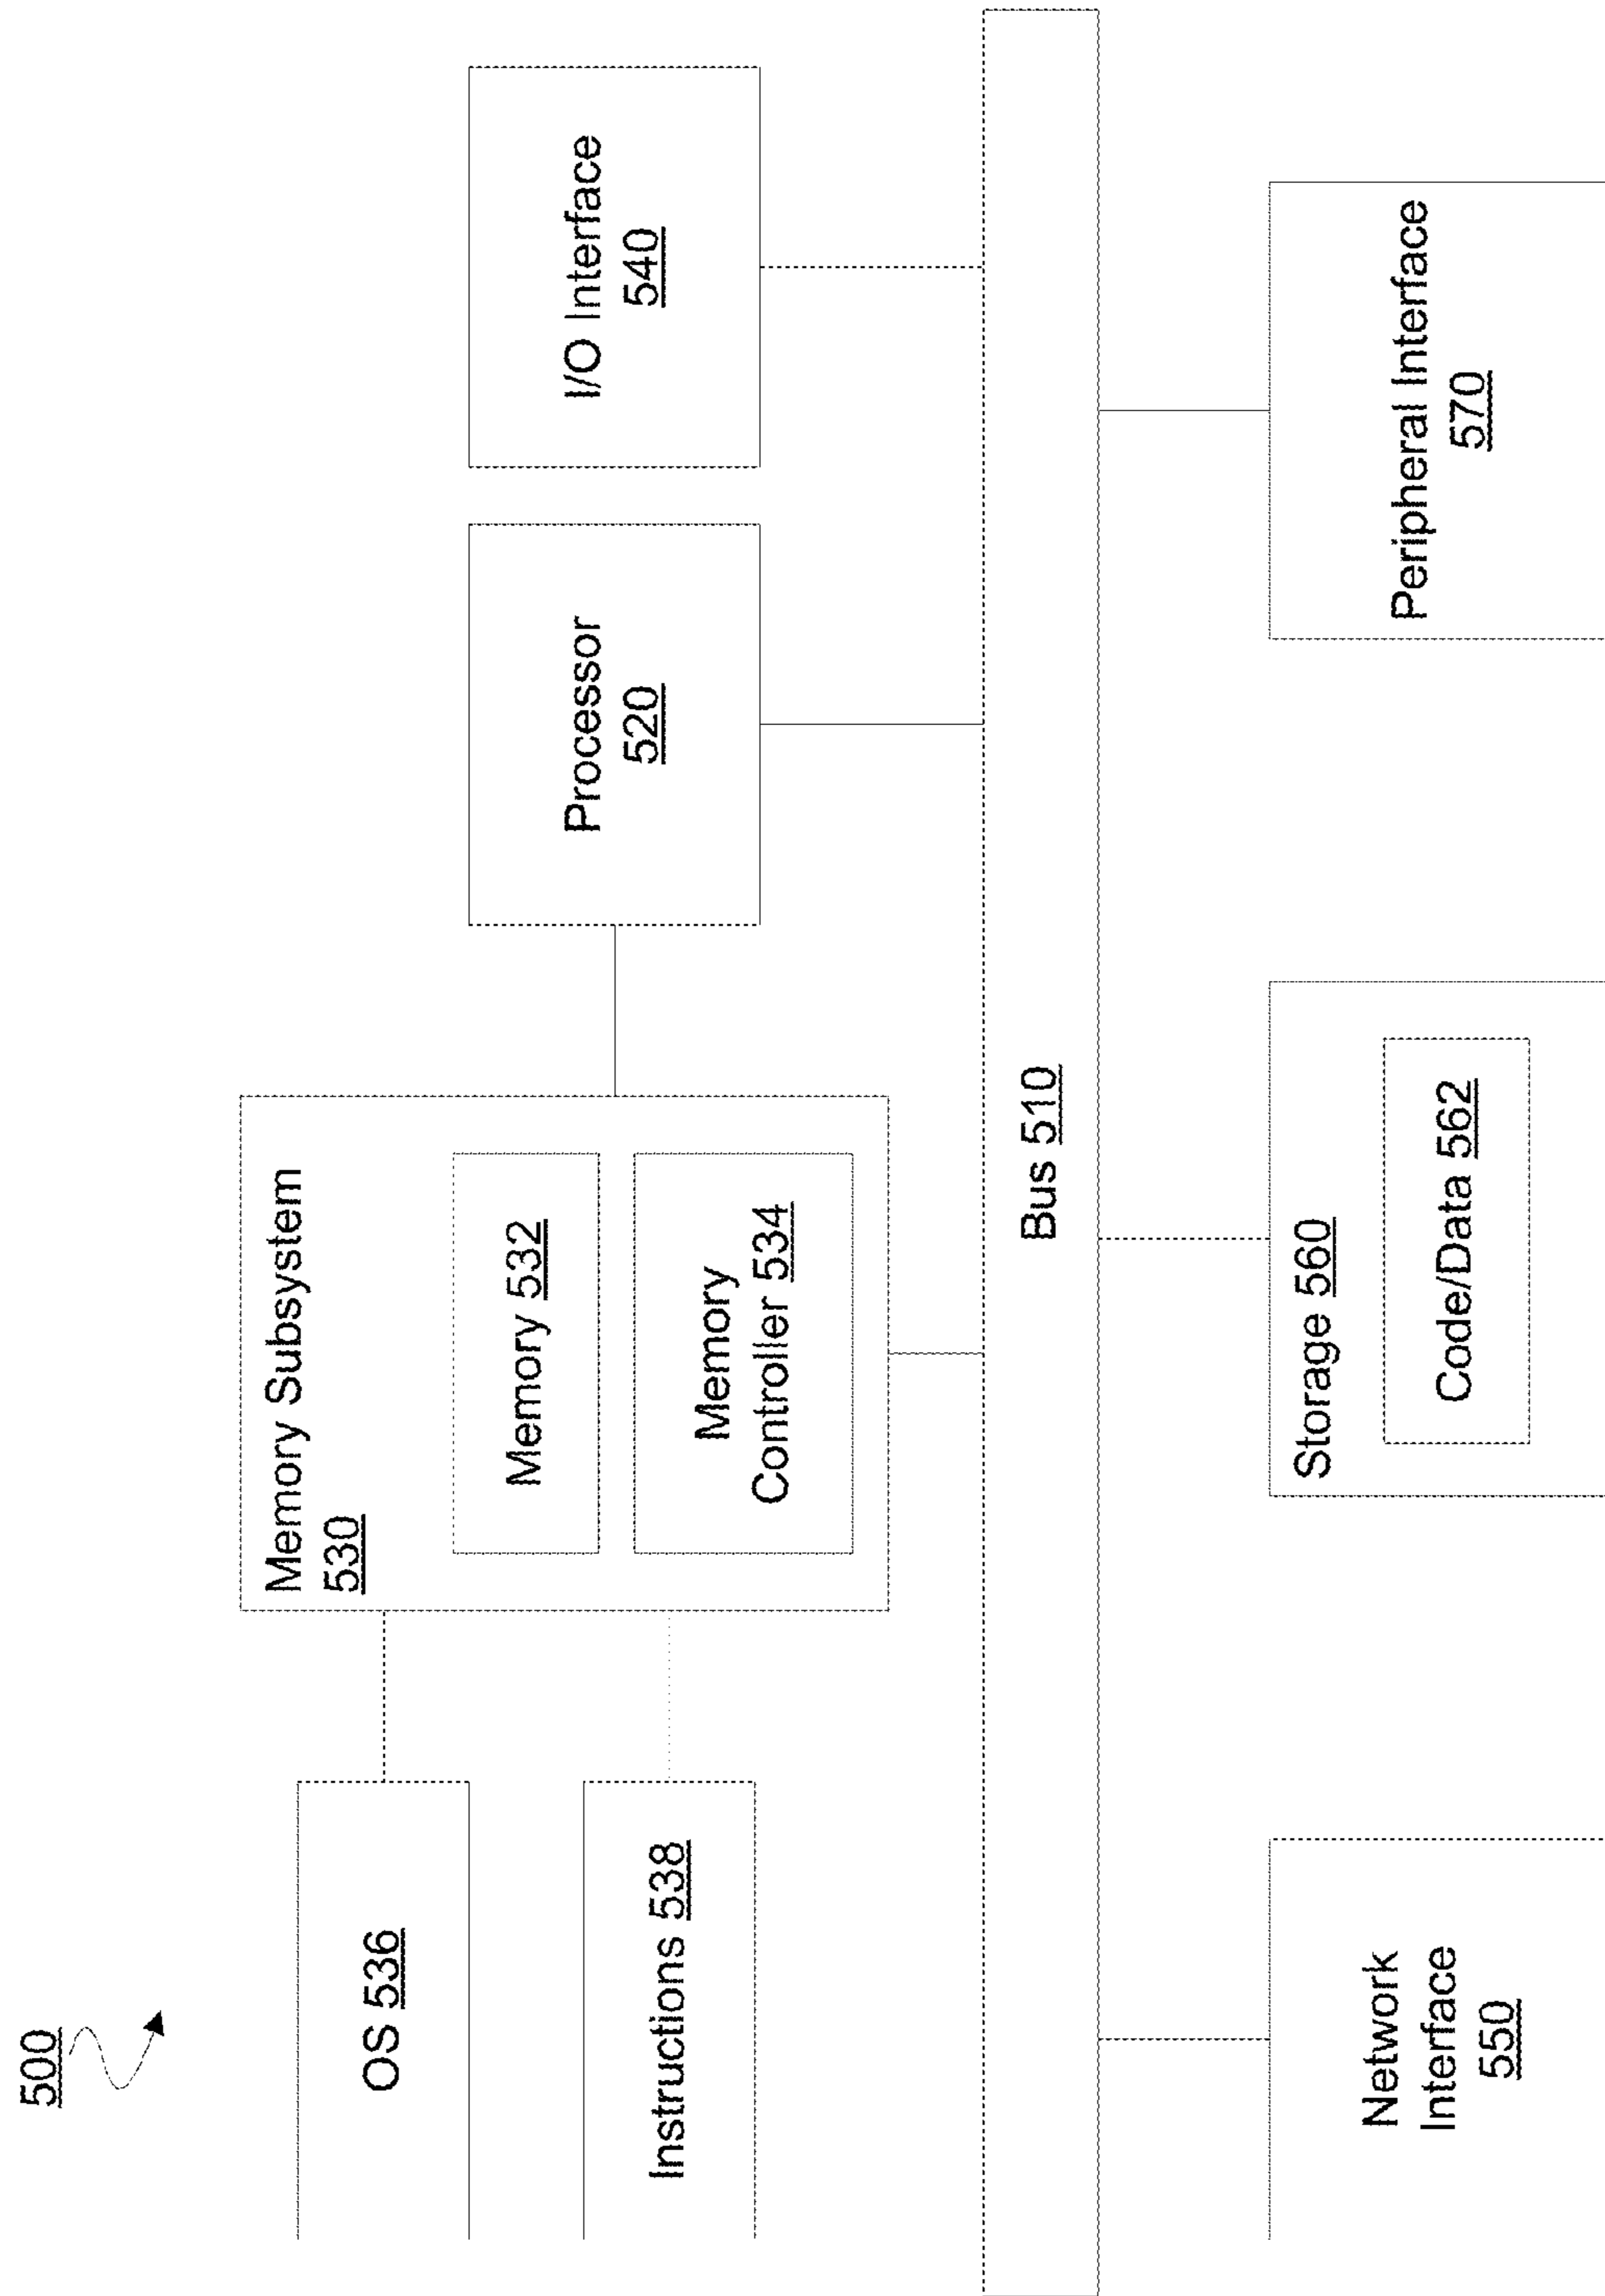 500
OS 536
Instructions 538
Memory Subsystem
530
Memory 532
Memory
Controller 534
Processor
520
I/O Interface
540
Bus 510
Network
Interface
550
Storage 560
Code/Data 562
Peripheral Interface
570